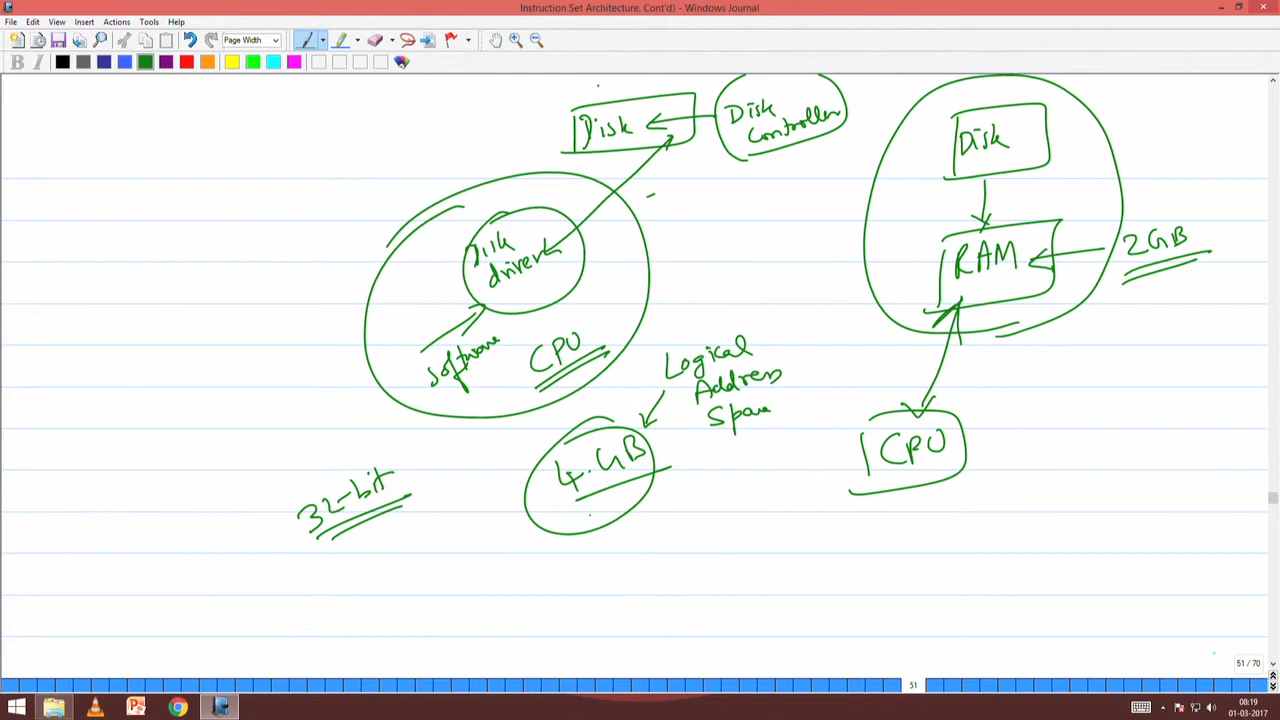 Instruction Set Architecture. Cont'd) - Windows Journal
File Edit View Insert Actions Tools Help
Page Width
B I
Disk
Disk
Controller
Disk
Disk
driver
software
CPU
RAM
2GB
Logical
Address
Space
4.GB
32-bit
CPU
51 / 70
51
08:19
01-03-2017